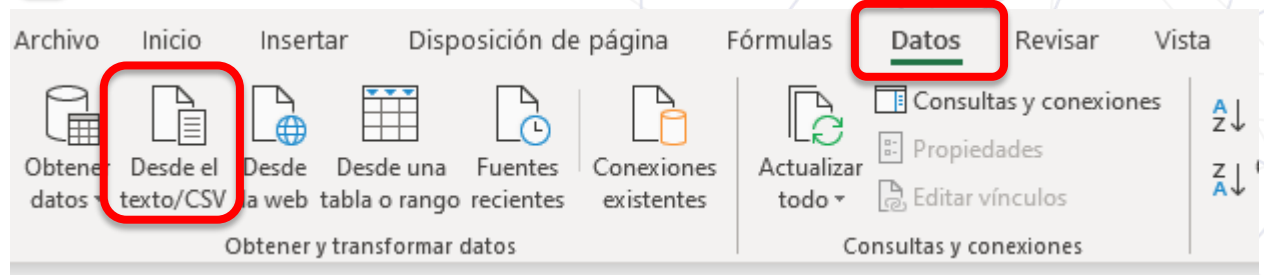 Archivo Inicio Insertar Disposición de página Fórmulas Datos Revisar Vista
Obtener datos
Desde el texto/CSV
Desde la web
Desde una tabla o rango
Fuentes recientes
Conexiones existentes
Obtener y transformar datos
Actualizar todo
Consultas y conexiones
Propiedades
Editar vínculos
Consultas y conexiones
A
Z
Z
A